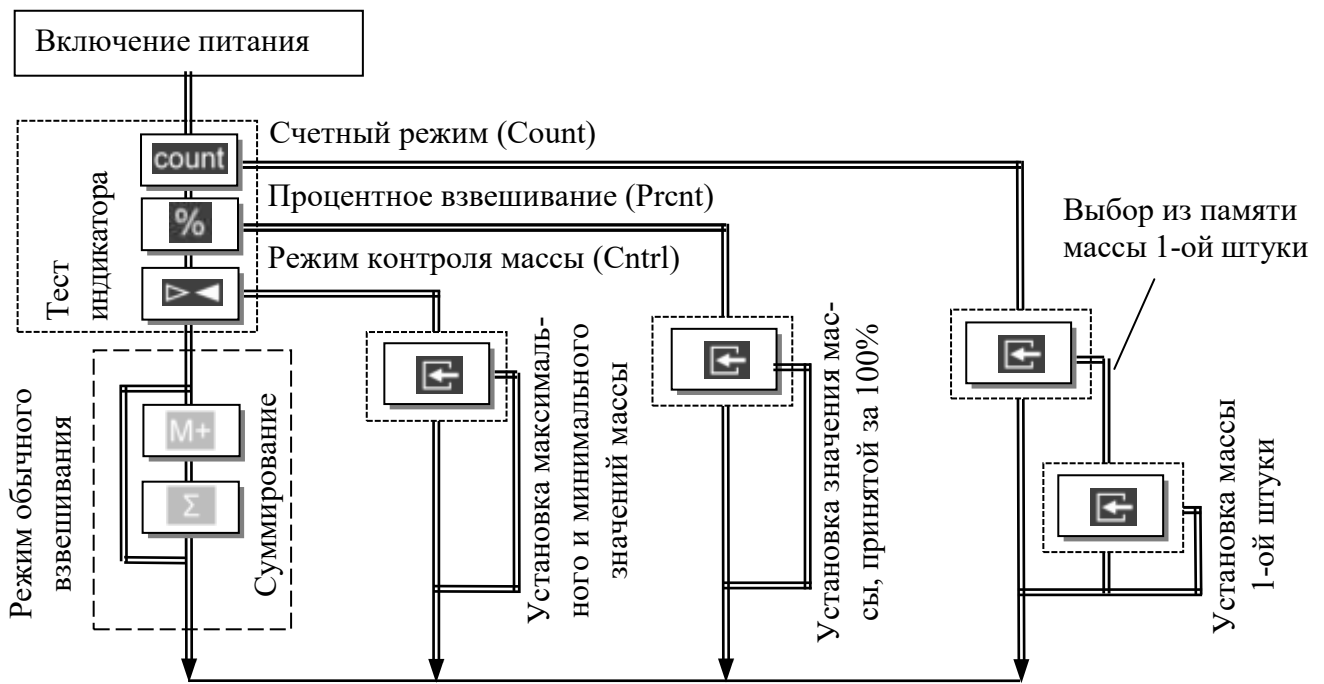 Включение питания
Счетный режим (Count)
count
Процентное взвешивание (Prcnt)
%
Режим контроля массы (Cntrl)
Тест
индикатора
Выбор из памяти
массы 1-ой штуки
M+
Σ
Режим обычного
взвешивания
Суммирование
Установка максималь-
ного и минимального
значений массы
Установка значения мас-
сы, принятой за 100%
Установка массы
1-ой штуки